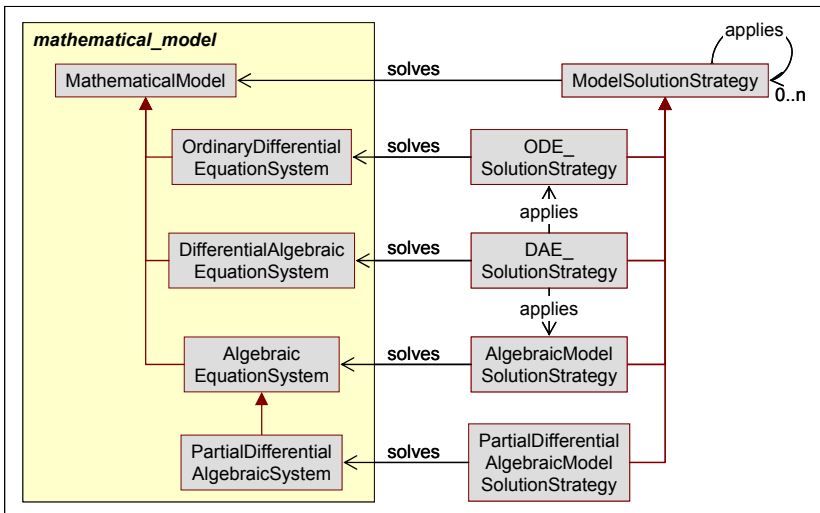 mathematical_model
applies
MathematicalModel
solves
ModelSolutionStrategy
0..n
OrdinaryDifferential
EquationSystem
solves
ODE_
SolutionStrategy
applies
DifferentialAlgebraic
EquationSystem
solves
DAE_
SolutionStrategy
applies
Algebraic
EquationSystem
solves
AlgebraicModel
SolutionStrategy
PartialDifferential
AlgebraicSystem
solves
PartialDifferential
AlgebraicModel
SolutionStrategy